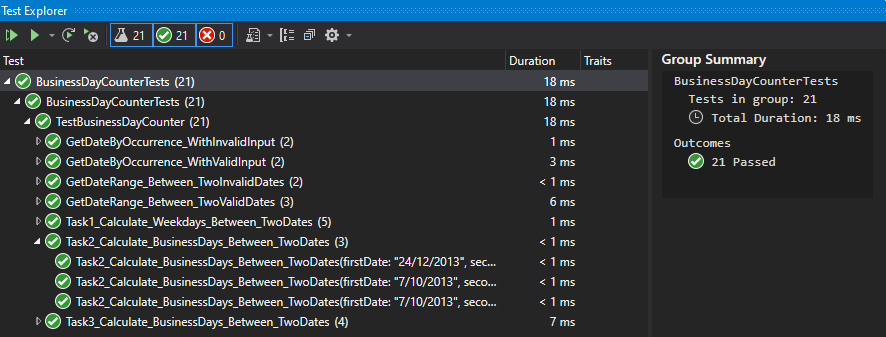 Test Explorer
21 21 0
Test Duration Traits
BusinessDayCounterTests (21) 18 ms
BusinessDayCounterTests (21) 18 ms
TestBusinessDayCounter (21) 18 ms
GetDateByOccurrence_WithInvalidInput (2) 1 ms
GetDateByOccurrence_WithValidInput (2) 3 ms
GetDateRange_Between_TwoInvalidDates (2) < 1 ms
GetDateRange_Between_TwoValidDates (3) 6 ms
Task1_Calculate_Weekdays_Between_TwoDates (5) 1 ms
Task2_Calculate_BusinessDays_Between_TwoDates (3) < 1 ms
Task2_Calculate_BusinessDays_Between_TwoDates(firstDate: "24/12/2013", sec... < 1 ms
Task2_Calculate_BusinessDays_Between_TwoDates(firstDate: "7/10/2013", seco... < 1 ms
Task2_Calculate_BusinessDays_Between_TwoDates(firstDate: "7/10/2013", seco... < 1 ms
Task3_Calculate_BusinessDays_Between_TwoDates (4) 7 ms
Group Summary
BusinessDayCounterTests
Tests in group: 21
Total Duration: 18 ms
Outcomes
21 Passed